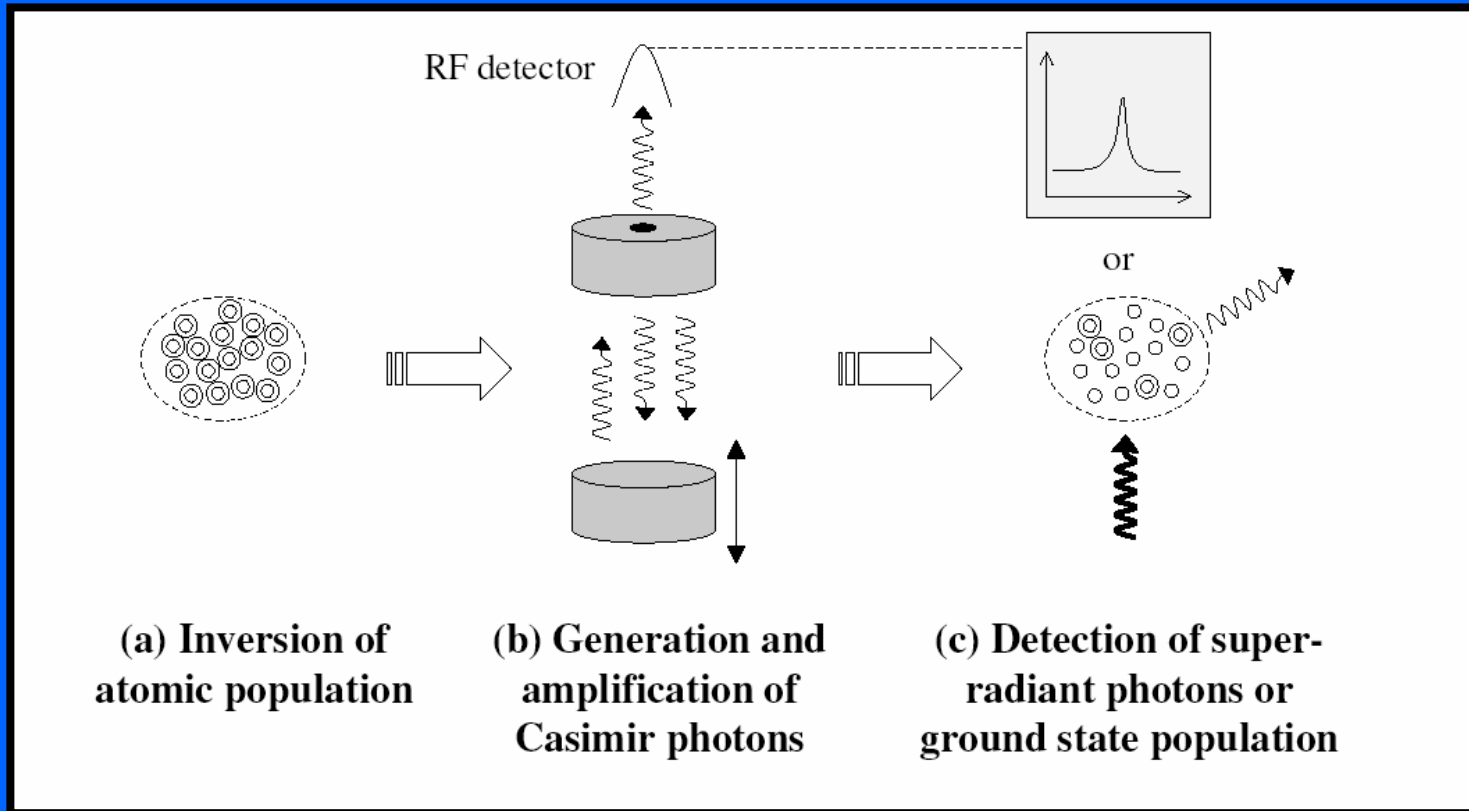 RF detector
or
(a) Inversion of
atomic population
(b) Generation and
amplification of
Casimir photons
(c) Detection of super-
radiant photons or
ground state population